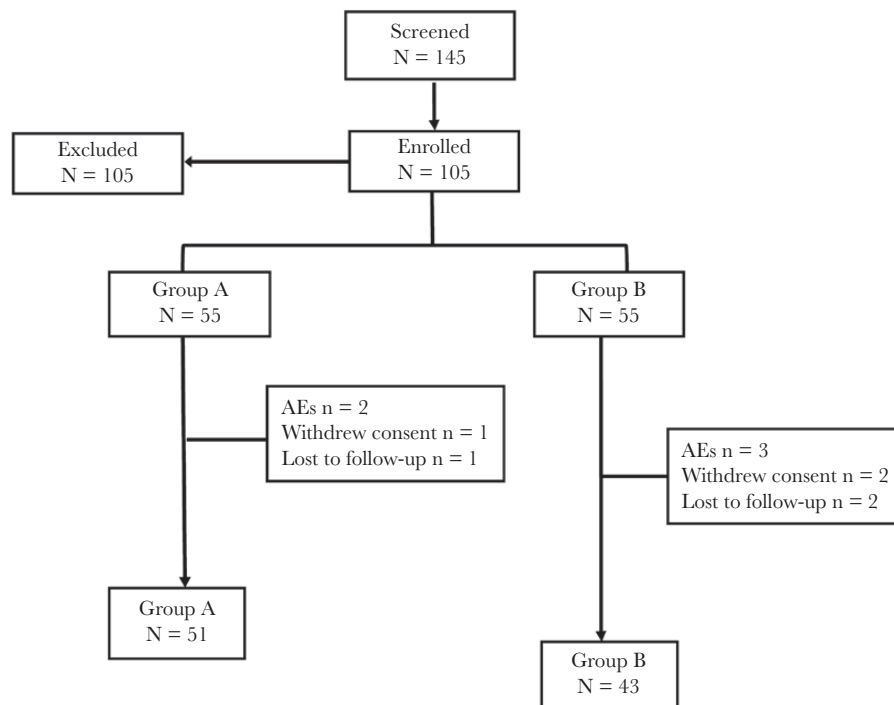 Screened
N = 145
Excluded
N = 105
Enrolled
N = 105
Group A
N = 55
Group B
N = 55
AEs n = 2
Withdrew consent n = 1
Lost to follow-up n = 1
AEs n = 3
Withdrew consent n = 2
Lost to follow-up n = 2
Group A
N = 51
Group B
N = 43